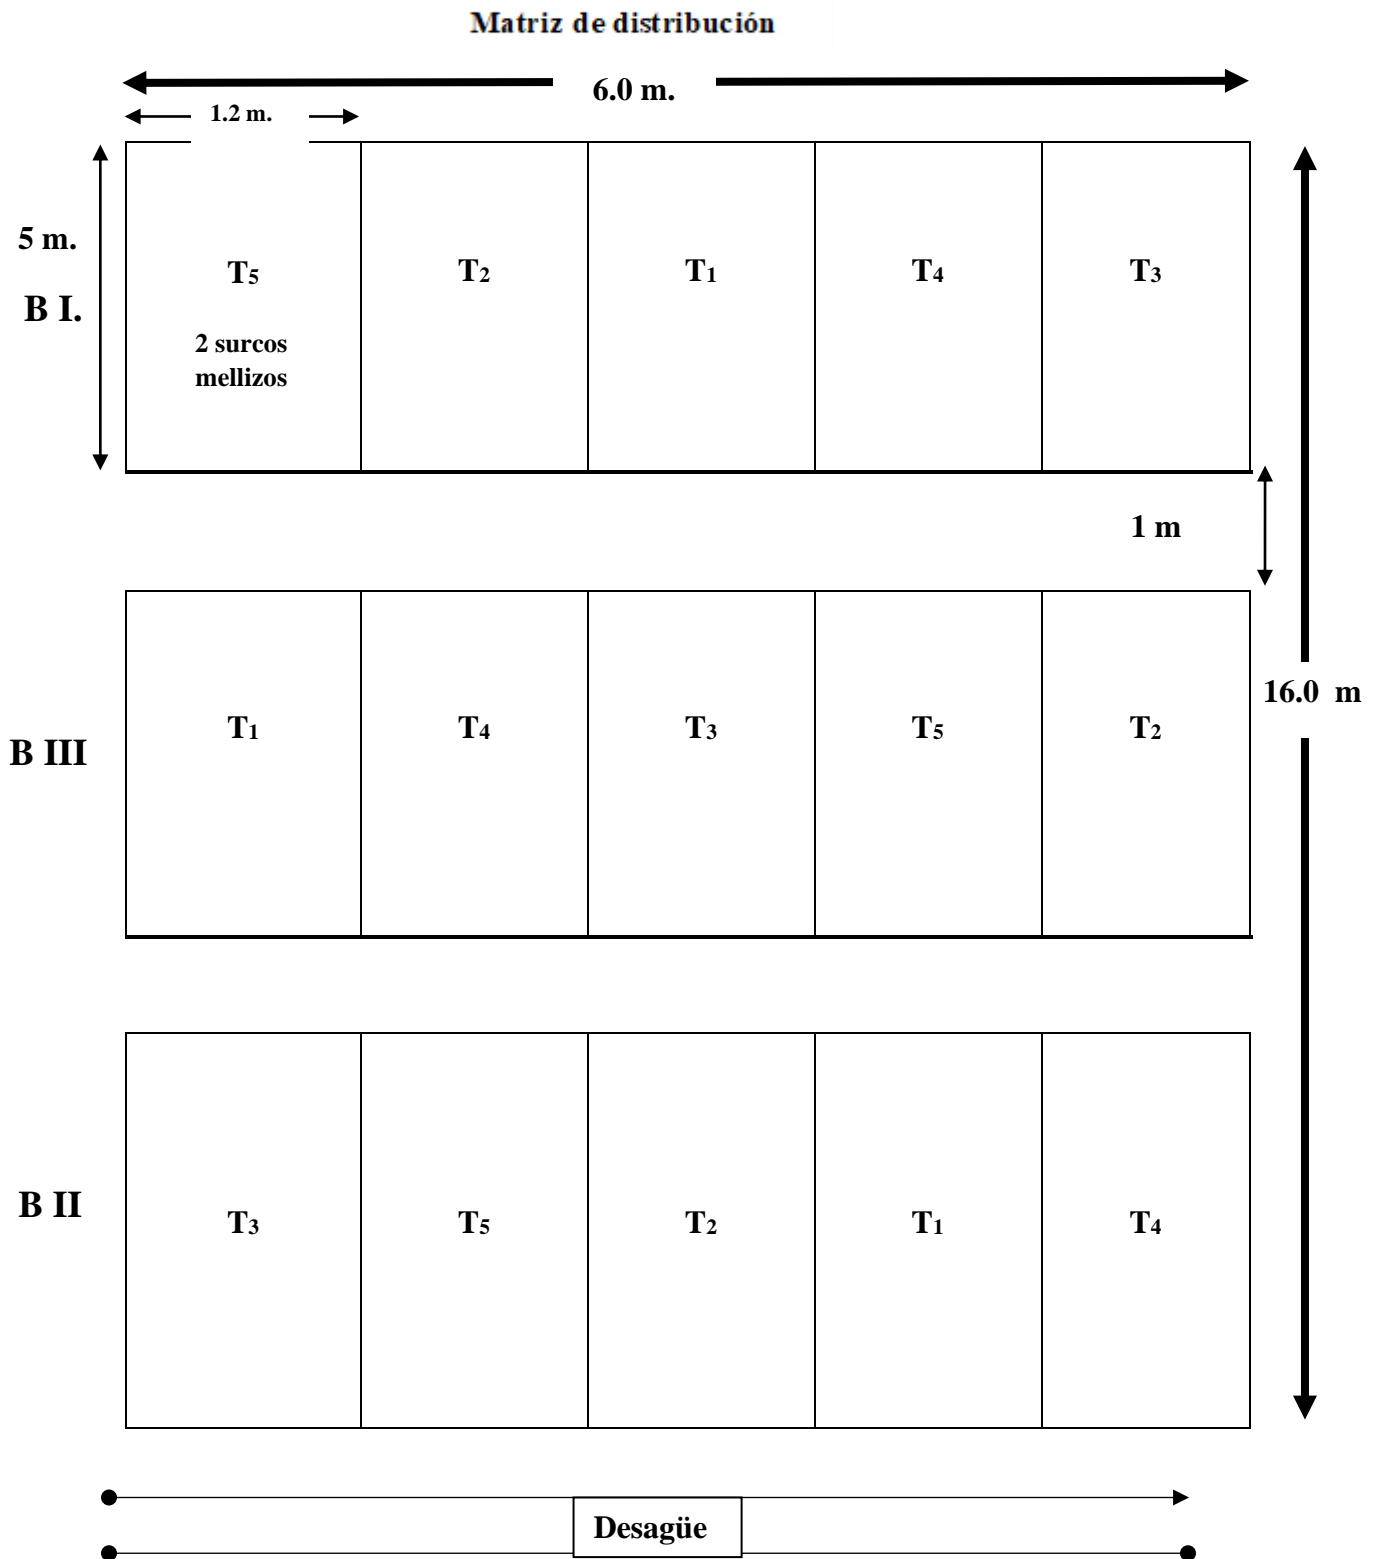 Matriz de distribución
6.0 m.
1.2 m.
5 m.
B I.
T5 T2 T1 T4 T3
2 surcos
mellizos
1 m
16.0 m
B III
T1 T4 T3 T5 T2
B II
T3 T5 T2 T1 T4
Desagüe